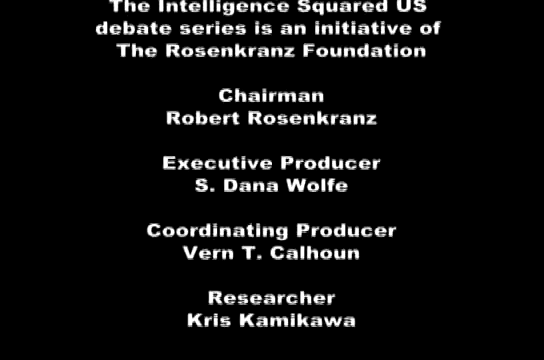 The Intelligence Squared US
debate series is an initiative of
The Rosenkranz Foundation
Chairman
Robert Rosenkranz
Executive Producer
S. Dana Wolfe
Coordinating Producer
Vern T. Calhoun
Researcher
Kris Kamikawa